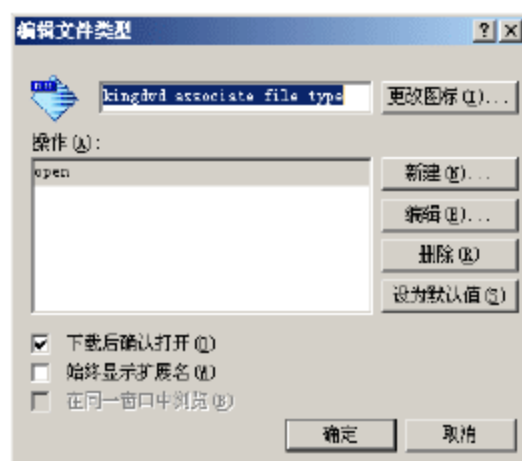 编辑文件类型
kingdvd associate file type
更改图标(I)...
操作(A):
open
新建(N)...
编辑(E)...
删除(R)
设为默认值(S)
下载后确认打开(O)
始终显示扩展名(W)
在同一窗口中浏览(B)
确定
取消